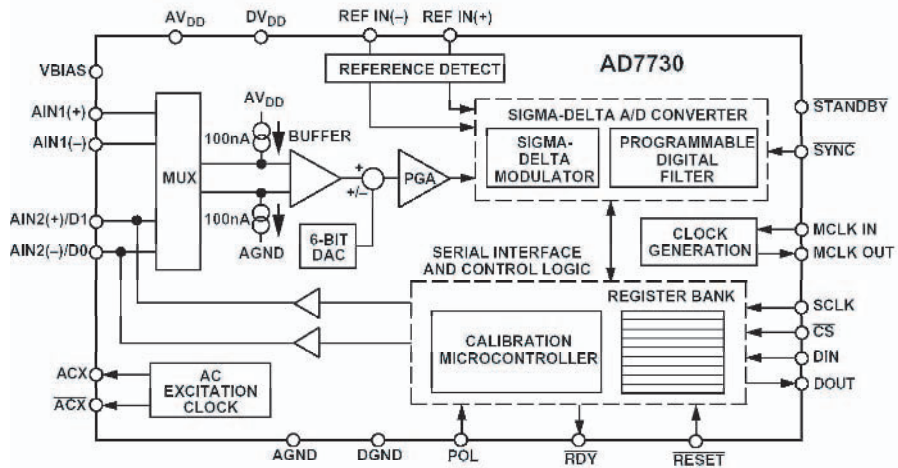 AVDD DVDD REF IN(–) REF IN(+)
VBIAS
REFERENCE DETECT
AD7730
AIN1(+)
AIN1(–)
AIN2(+)/D1
AIN2(–)/D0
MUX
AVDD
100nA
BUFFER
100nA
AGND
+
+/–
6-BIT
DAC
PGA
SIGMA-DELTA A/D CONVERTER
SIGMA-
DELTA
MODULATOR
PROGRAMMABLE
DIGITAL
FILTER
STANDBY
SYNC
CLOCK
GENERATION
MCLK IN
MCLK OUT
SERIAL INTERFACE
AND CONTROL LOGIC
REGISTER BANK
CALIBRATION
MICROCONTROLLER
SCLK
CS
DIN
DOUT
ACX
ACX
AC
EXCITATION
CLOCK
AGND DGND POL RDY RESET